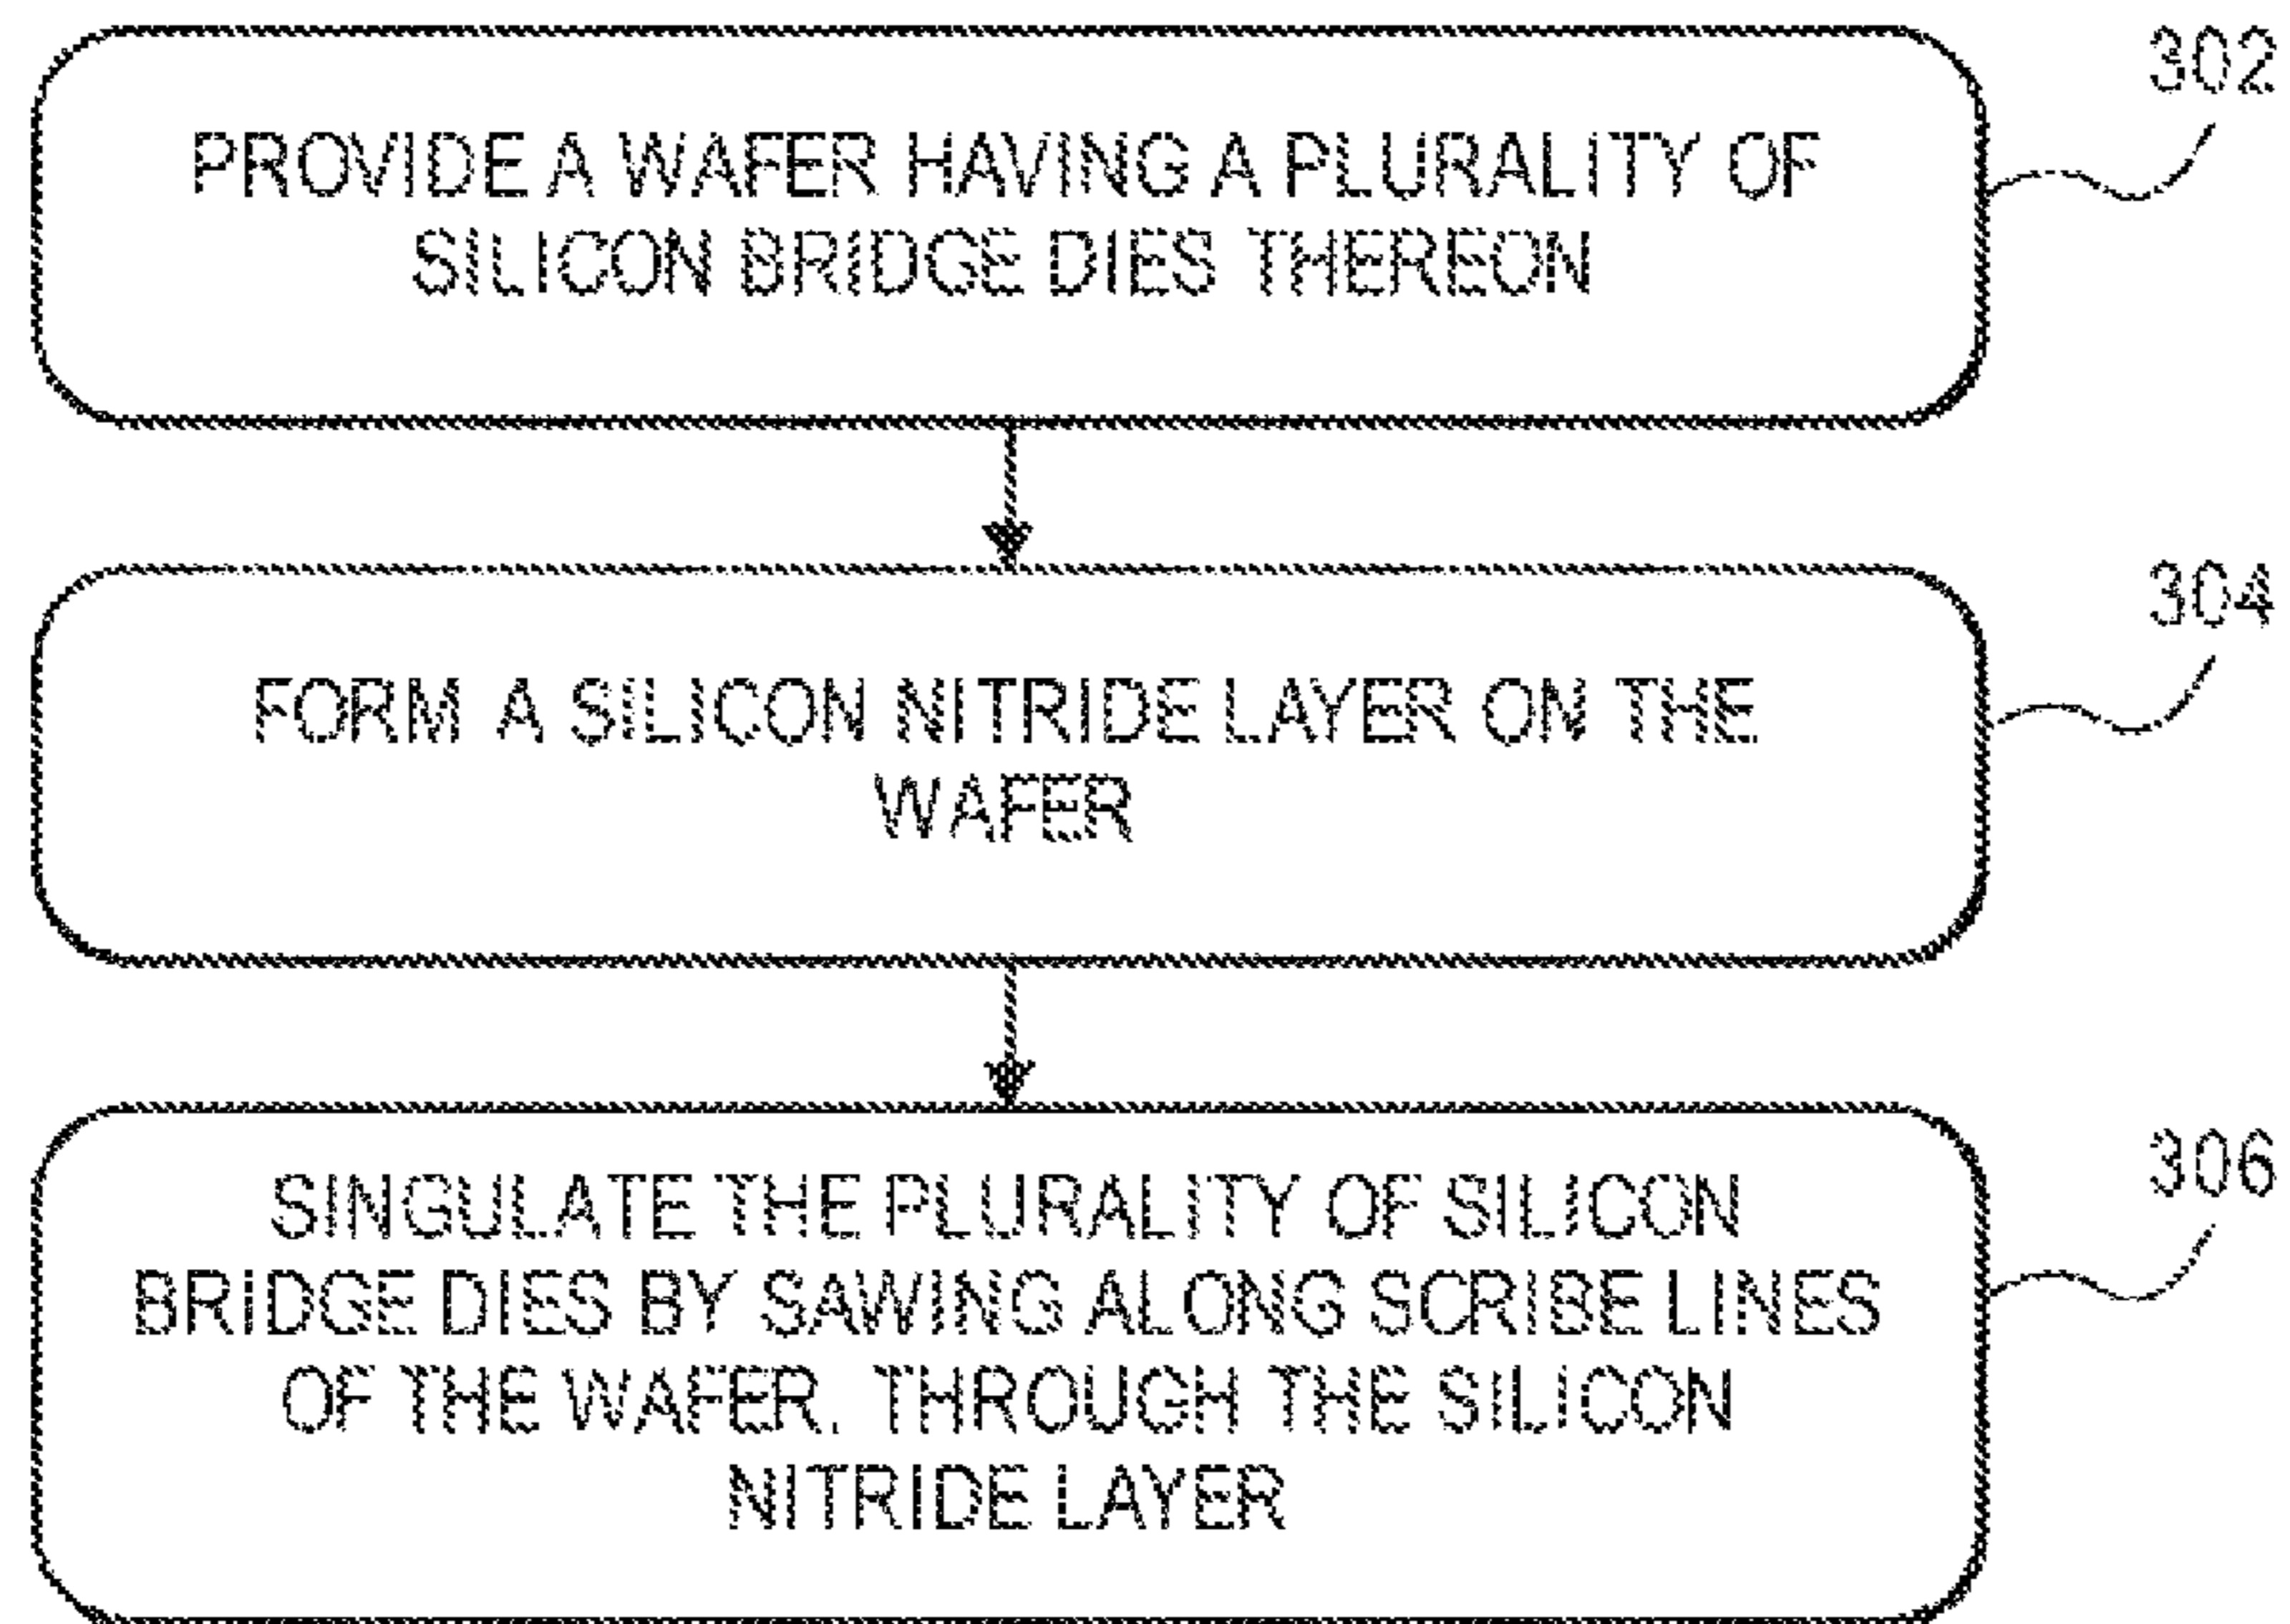 302
PROVIDE A WAFER HAVING A PLURALITY OF
SILICON BRIDGE DIES THEREON
304
FORM A SILICON NITRIDE LAYER ON THE
WAFER
306
SINGULATE THE PLURALITY OF SILICON
BRIDGE DIES BY SAWING ALONG SCRIBE LINES
OF THE WAFER, THROUGH THE SILICON
NITRIDE LAYER